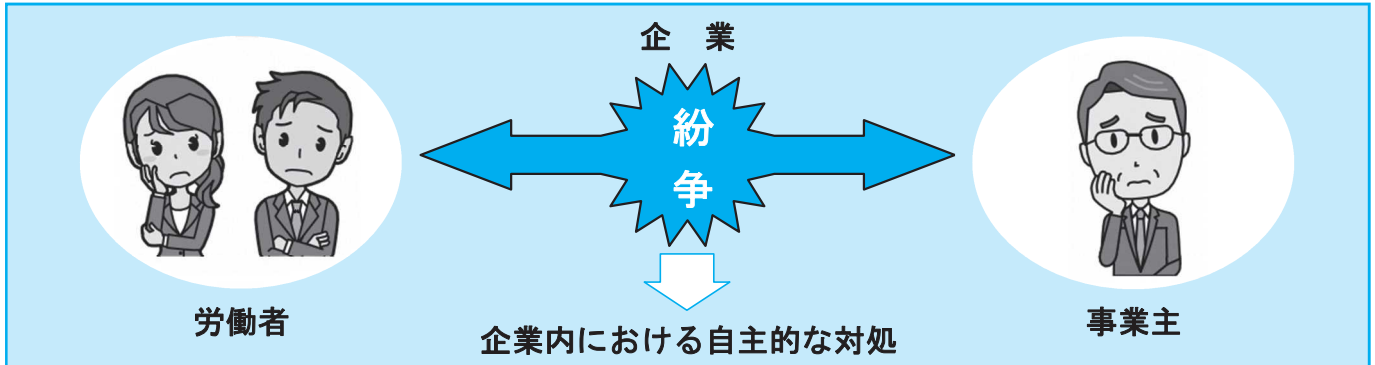 企　業
紛
争
労働者
事業主
企業内における自主的な対処